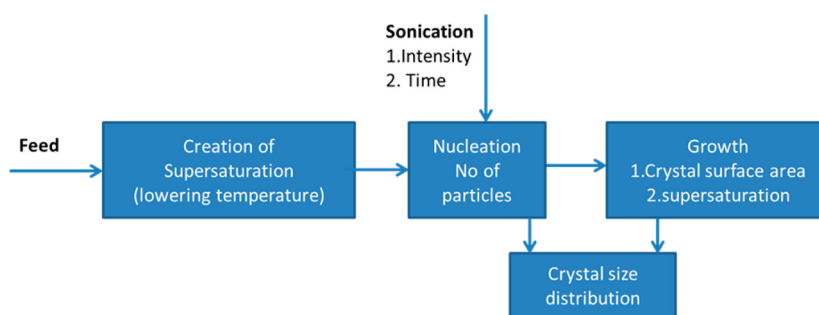 Sonication
1.Intensity
2. Time
Feed
Creation of
Supersaturation
(lowering temperature)
Nucleation
No of
particles
Growth
1.Crystal surface area
2.supersaturation
Crystal size
distribution